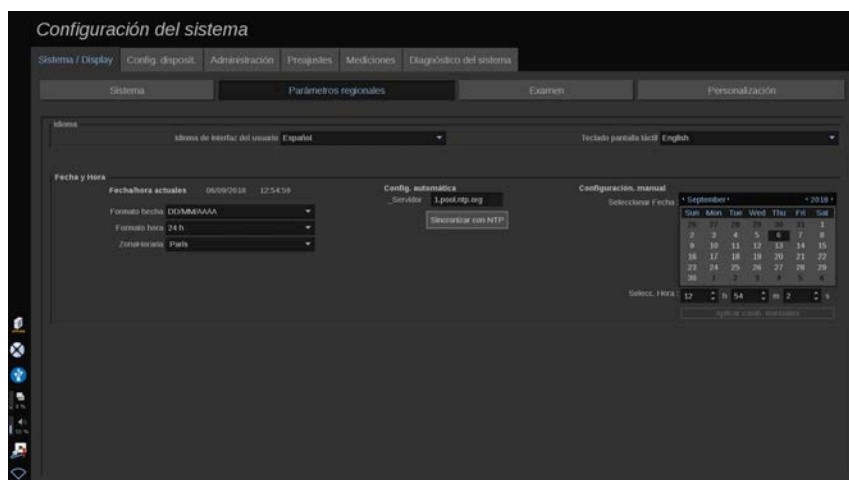 Configuración del sistema
Sistema / Display Config. disposit. Administración Preajustes Mediciones Diagnóstico del sistema
Sistema Parámetros regionales Examen Personalización
Idioma
Idioma de interfaz del usuario Español Teclado pantalla táctil English
Fecha y Hora
Fecha/hora actuales 06/09/2018 12:54:59 Config. automática Configuración. manual
_Servidor 1.pool.ntp.org Seleccionar Fecha: September 2018
Formato becha DD/MM/AAAA Sincronizar con NTP Sun Mon Tue Wed Thu Fri Sat
Formato hora 24 h 26 27 28 29 30 31 1
ZonaHoraria Paris 2 3 4 5 6 7 8
9 10 11 12 13 14 15
16 17 18 19 20 21 22
23 24 25 26 27 28 29
30 1 2 3 4 5 6
Selecc. Hora: 12 h 54 m 2 s
Aplicar